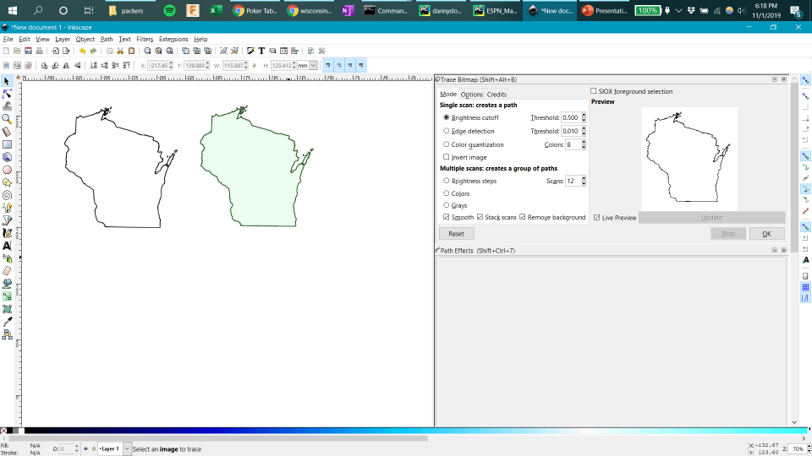 packers
Poker Tab...
wisconsin...
Comman...
dannyslo...
ESPN_Ma...
*New doc...
Presentati...
100%
6:18 PM
11/1/2019
*New document 1 - Inkscape
File Edit View Layer Object Path Text Filters Extensions Help
X: -217.45 Y: 139.880 W: 115.887 H: 125.412 mm
Trace Bitmap (Shift+Alt+B)
Mode Options Credits
SIOX foreground selection
Single scan: creates a path
Preview
Brightness cutoff Threshold: 0.500
Edge detection Threshold: 0.010
Color quantization Colors: 8
Invert image
Multiple scans: creates a group of paths
Brightness steps Scans: 12
Colors
Grays
Smooth Stack scans Remove background
Live Preview Update
Reset Stop OK
Path Effects (Shift+Ctrl+7)
Fill: N/A
Stroke: N/A
O: 0
•Layer 1
Select an image to trace
X: -132.67
Y: 123.60
Z: 70%